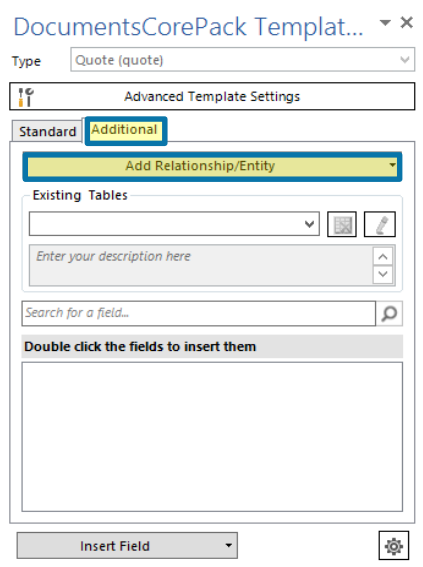 DocumentsCorePack Templat...
Type Quote (quote)
Advanced Template Settings
Standard Additional
Add Relationship/Entity
Existing Tables
Enter your description here
Search for a field...
Double click the fields to insert them
Insert Field